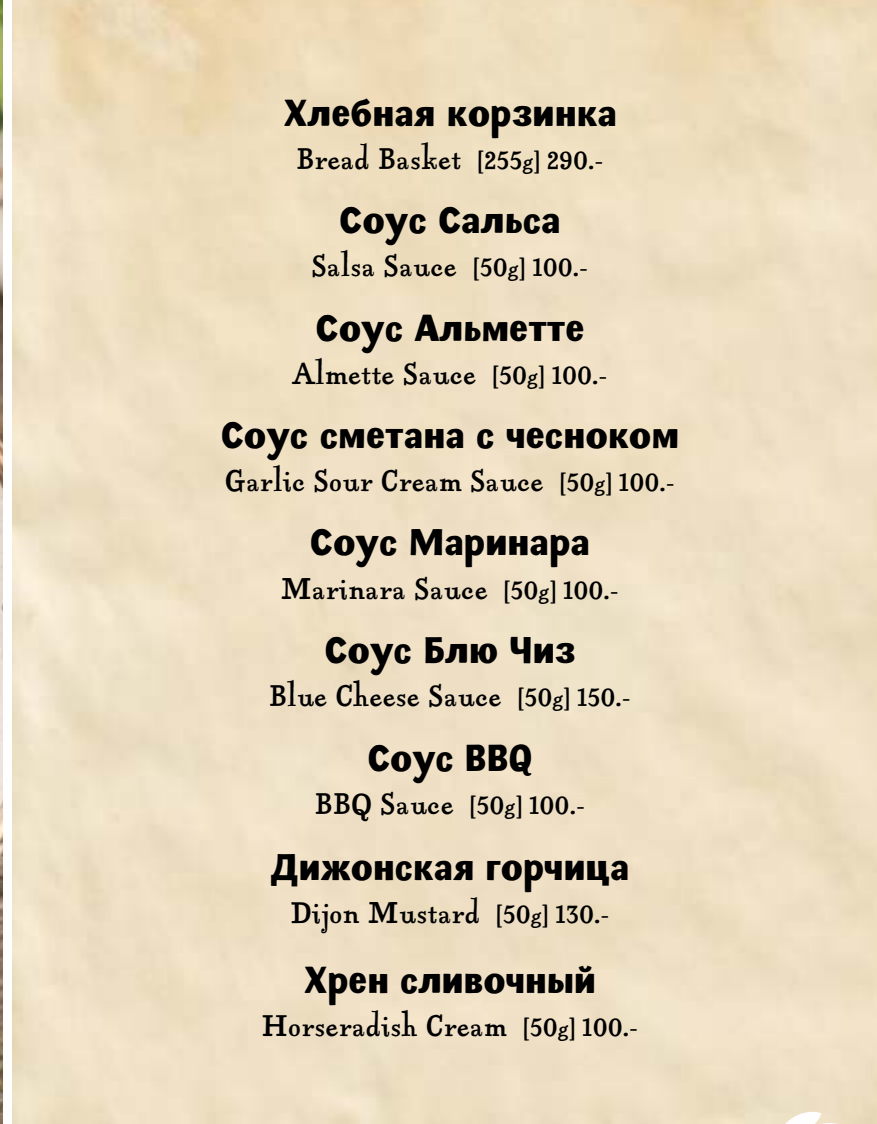 Хлебная корзинка
Bread Basket [255g] 290.-
Соус Сальса
Salsa Sauce [50g] 100.-
Соус Альметте
Almette Sauce [50g] 100.-
Соус сметана с чесноком
Garlic Sour Cream Sauce [50g] 100.-
Соус Маринара
Marinara Sauce [50g] 100.-
Соус Блю Чиз
Blue Cheese Sauce [50g] 150.-
Соус BBQ
BBQ Sauce [50g] 100.-
Дижонская горчица
Dijon Mustard [50g] 130.-
Хрен сливочный
Horseradish Cream [50g] 100.-